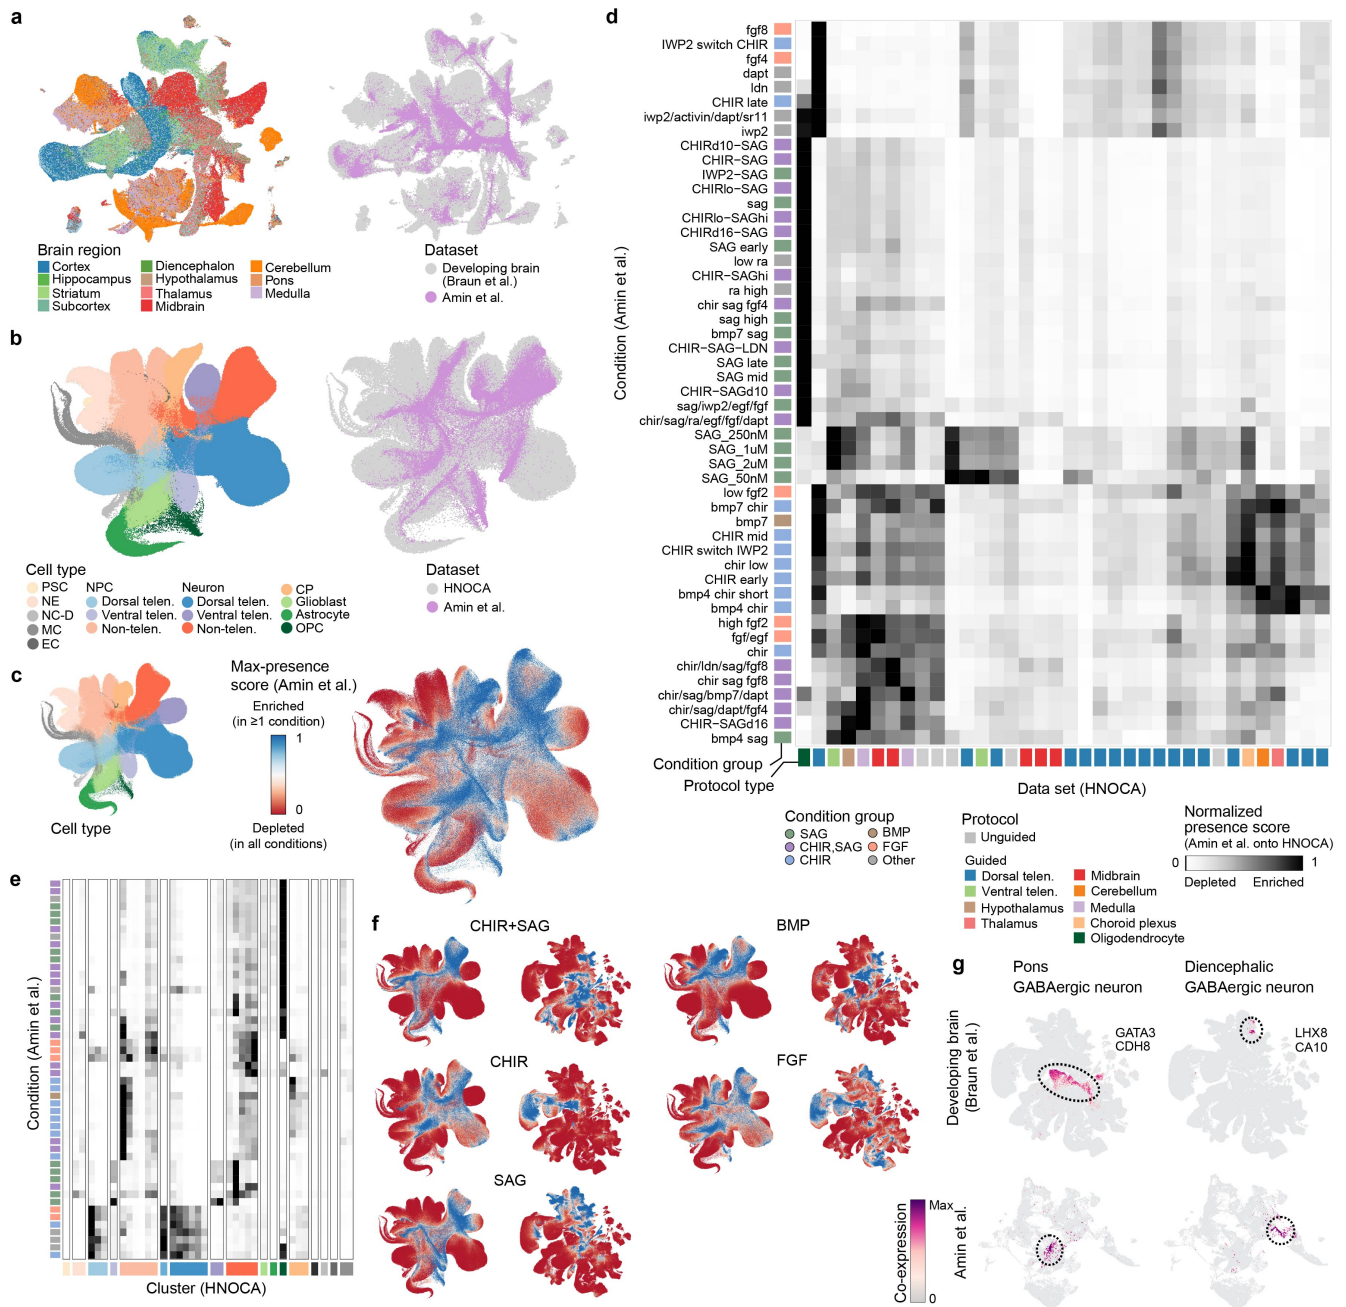 a
Brain region
Cortex
Hippocampus
Striatum
Subcortex
Diencephalon
Hypothalamus
Thalamus
Midbrain
Cerebellum
Pons
Medulla
Dataset
Developing brain
(Braun et al.)
Amin et al.
b
Cell type
PSC
NE
NC-D
MC
EC
NPC
Dorsal telen.
Ventral telen.
Non-telen.
Neuron
Dorsal telen.
Ventral telen.
Non-telen.
CP
Glioblast
Astrocyte
OPC
Dataset
HNOCA
Amin et al.
c
Cell type
Max-presence
score (Amin et al.)
Enriched
(in ≥1 condition)
1
0
Depleted
(in all conditions)
d
Condition (Amin et al.)
fgf8
IWP2 switch CHIR
fgf4
dapt
ldn
CHIR late
iwp2/activin/dapt/sr11
iwp2
CHIRd10−SAG
CHIR−SAG
IWP2−SAG
CHIRlo−SAG
sag
CHIRlo−SAGhi
CHIRd16−SAG
SAG early
low ra
CHIR−SAGhi
ra high
chir sag fgf4
sag high
bmp7 sag
CHIR−SAG−LDN
SAG late
SAG mid
CHIR−SAGd10
sag/iwp2/egf/fgf
chir/sag/ra/egf/fgf/dapt
SAG_250nM
SAG_1uM
SAG_2uM
SAG_50nM
low fgf2
bmp7 chir
bmp7
CHIR mid
CHIR switch IWP2
chir low
CHIR early
bmp4 chir short
bmp4 chir
high fgf2
fgf/egf
chir
chir/ldn/sag/fgf8
chir sag fgf8
chir/sag/bmp7/dapt
chir/sag/dapt/fgf4
CHIR−SAGd16
bmp4 sag
Condition group
Protocol type
Data set (HNOCA)
Condition group
SAG
CHIR,SAG
CHIR
BMP
FGF
Other
Protocol
Unguided
Guided
Dorsal telen.
Ventral telen.
Hypothalamus
Thalamus
Midbrain
Cerebellum
Medulla
Choroid plexus
Oligodendrocyte
Normalized
presence score
(Amin et al. onto HNOCA)
0
1
Depleted
Enriched
e
Condition (Amin et al.)
Cluster (HNOCA)
f
CHIR+SAG
BMP
CHIR
FGF
SAG
g
Pons
GABAergic neuron
Diencephalic
GABAergic neuron
Developing brain
(Braun et al.)
GATA3
CDH8
LHX8
CA10
Amin et al.
Co-expression
Max
0